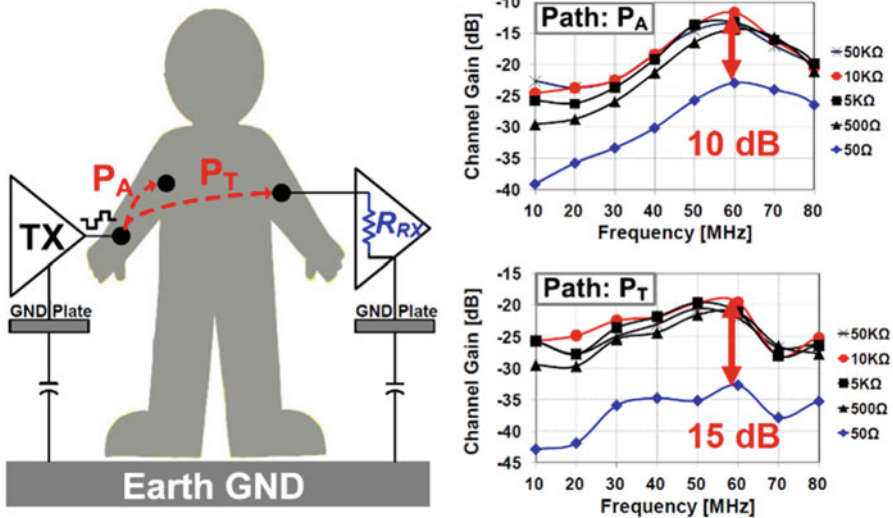 P_A
P_T
TX
R_RX
GND Plate
GND Plate
Earth GND
Path: P_A
Channel Gain [dB]
-10
-15
-20
-25
-30
-35
-40
10 dB
10 20 30 40 50 60 70 80
Frequency [MHz]
50KΩ
10KΩ
5KΩ
500Ω
50Ω
Path: P_T
Channel Gain [dB]
-15
-20
-25
-30
-35
-40
-45
15 dB
10 20 30 40 50 60 70 80
Frequency [MHz]
50KΩ
10KΩ
5KΩ
500Ω
50Ω